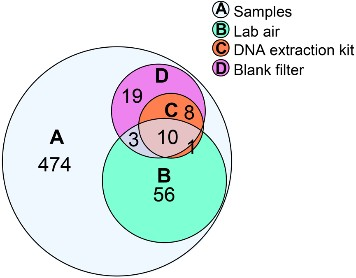 A Samples
B Lab air
C DNA extraction kit
D Blank filter
D
19
C 8
A
3 10 1
474
B
56